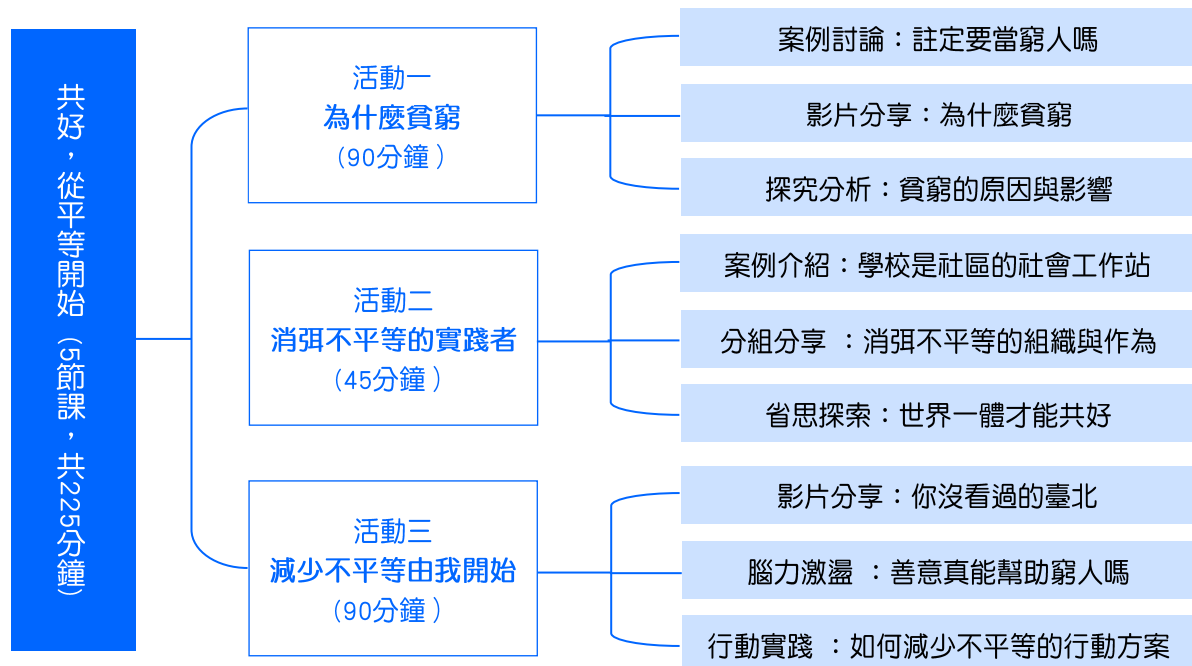 共好，從平等開始（5節課，共225分鐘）
活動一
為什麼貧窮
（90分鐘）
案例討論：註定要當窮人嗎
影片分享：為什麼貧窮
探究分析：貧窮的原因與影響
活動二
消弭不平等的實踐者
（45分鐘）
案例介紹：學校是社區的社會工作站
分組分享 ：消弭不平等的組織與作為
省思探索：世界一體才能共好
活動三
減少不平等由我開始
（90分鐘）
影片分享：你沒看過的臺北
腦力激盪 ：善意真能幫助窮人嗎
行動實踐 ：如何減少不平等的行動方案